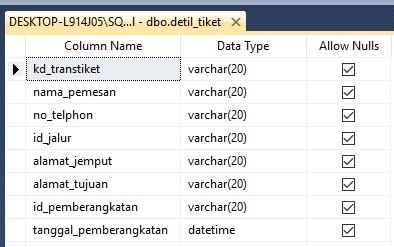 DESKTOP-L914J05\SQ...l - dbo.detil_tiket
Column Name Data Type Allow Nulls
kd_transtiket varchar(20)
nama_pemesan varchar(20)
no_telphon varchar(20)
id_jalur varchar(20)
alamat_jemput varchar(20)
alamat_tujuan varchar(20)
id_pemberangkatan varchar(20)
tanggal_pemberangkatan datetime